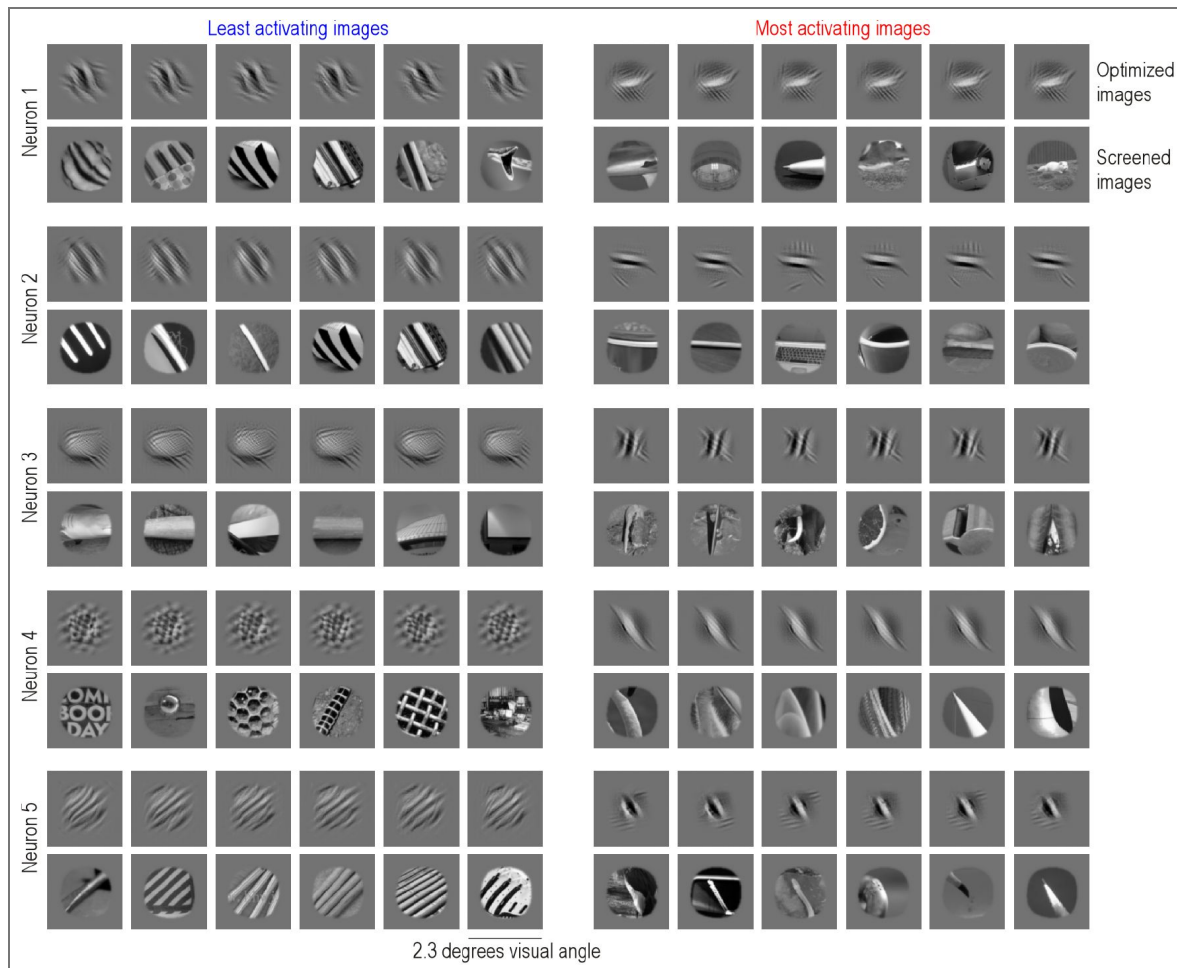 Least activating images
Most activating images
Neuron 1
Optimized
images
Screened
images
Neuron 2
Neuron 3
Neuron 4
OMI
BOOI
DAY
Neuron 5
2.3 degrees visual angle